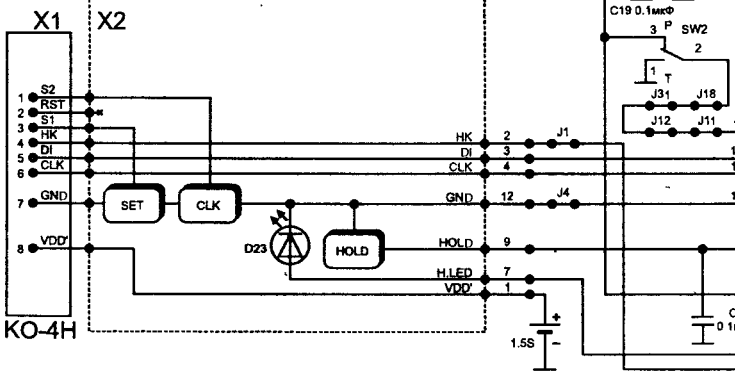 C19 0.1мкФ
3 P SW2
2
1
T
J31 J18
J12 J11
X1 X2
1 S2
2 RST
3 S1
4 HK
5 DI
6 CLK
7 GND
8 VDD'
KO-4H
SET
CLK
D23
HOLD
HK 2 J1
DI 3
CLK 4
GND 12 J4
HOLD 9
H.LED 7
VDD' 1
+
1.5S
−